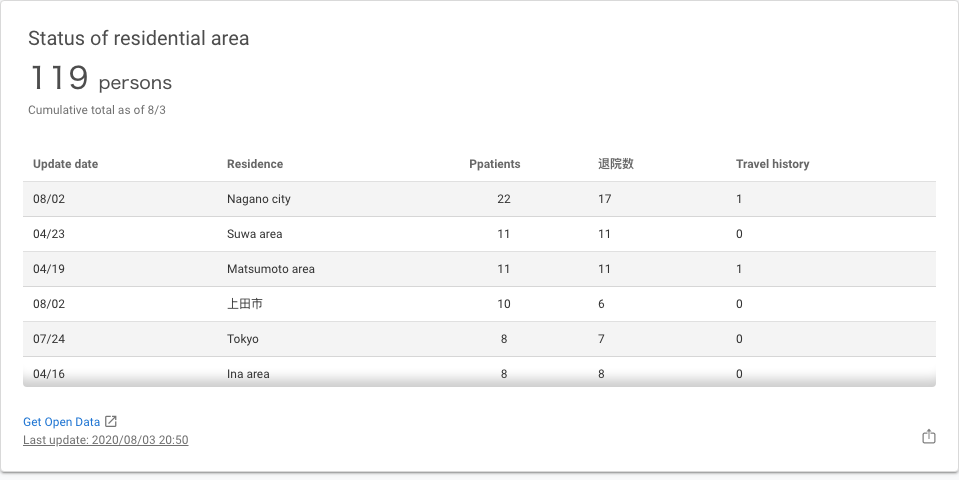 Status of residential area
119 persons
Cumulative total as of 8/3
Update date Residence Ppatients 退院数 Travel history
08/02 Nagano city 22 17 1
04/23 Suwa area 11 11 0
04/19 Matsumoto area 11 11 1
08/02 上田市 10 6 0
07/24 Tokyo 8 7 0
04/16 Ina area 8 8 0
Get Open Data
Last update: 2020/08/03 20:50